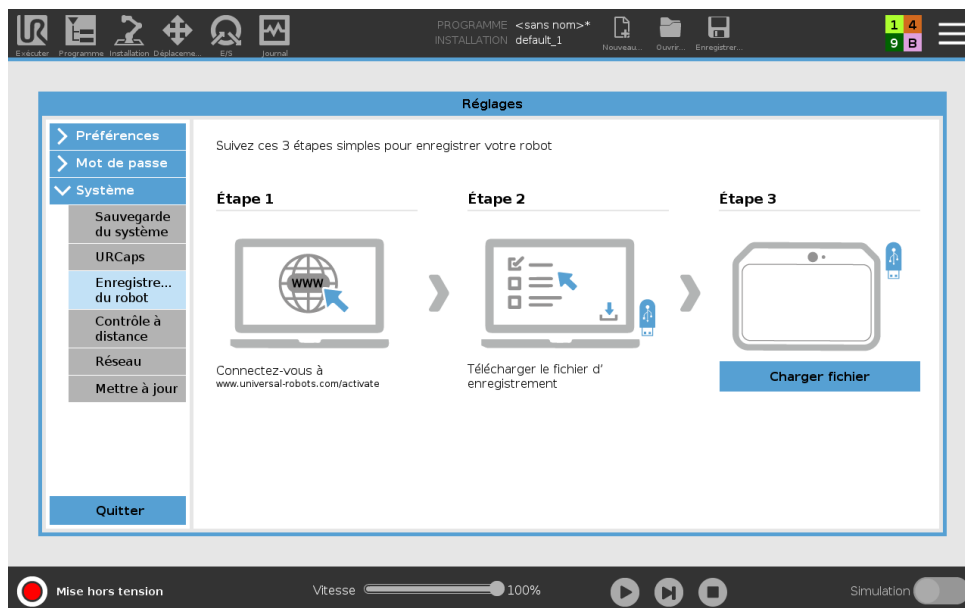 UR
PROGRAMME <sans nom>*
INSTALLATION default_1
Exécuter Programme Installation Déplaceme... E/S Journal
Nouveau... Ouvrir... Enregistrer...
1 4
9 B
Réglages
Préférences
Mot de passe
Système
Sauvegarde
du système
URCaps
Enregistre...
du robot
Contrôle à
distance
Réseau
Mettre à jour
Quitter
Suivez ces 3 étapes simples pour enregistrer votre robot
Étape 1
www
Connectez-vous à
www.universal-robots.com/activate
Étape 2
Télécharger le fichier d'
enregistrement
Étape 3
Charger fichier
Mise hors tension
Vitesse 100%
Simulation